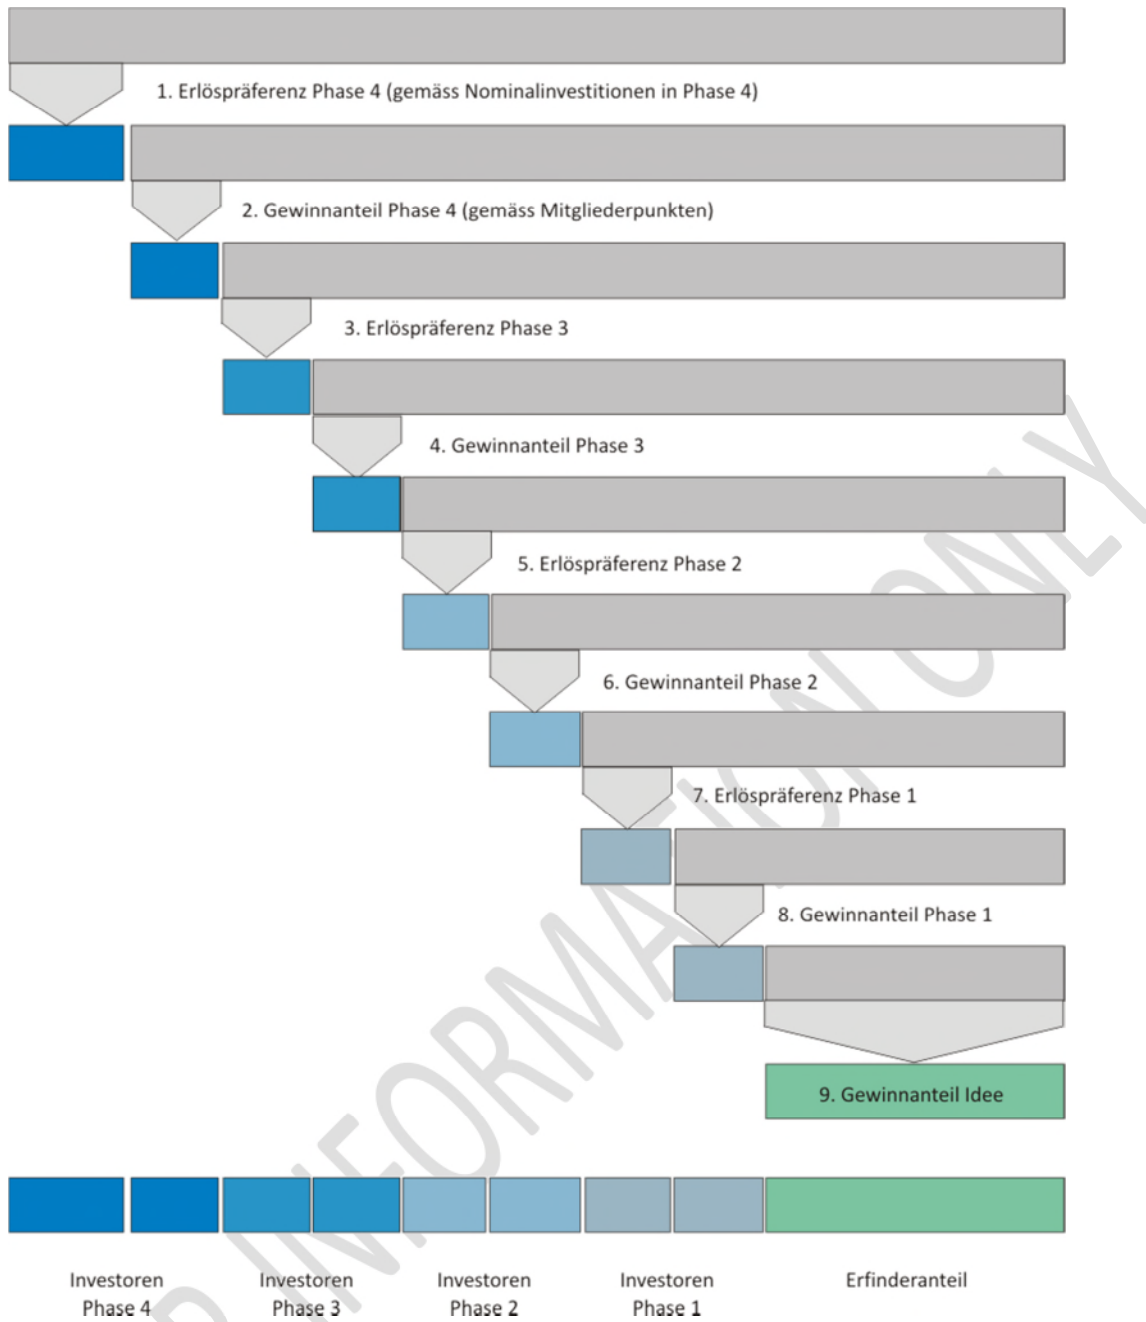 1. Erlöspräferenz Phase 4 (gemäss Nominalinvestitionen in Phase 4)
2. Gewinnanteil Phase 4 (gemäss Mitgliederpunkten)
3. Erlöspräferenz Phase 3
4. Gewinnanteil Phase 3
5. Erlöspräferenz Phase 2
6. Gewinnanteil Phase 2
7. Erlöspräferenz Phase 1
8. Gewinnanteil Phase 1
9. Gewinnanteil Idee
Investoren
Phase 4
Investoren
Phase 3
Investoren
Phase 2
Investoren
Phase 1
Erfinderanteil
INFORMATION ONLY